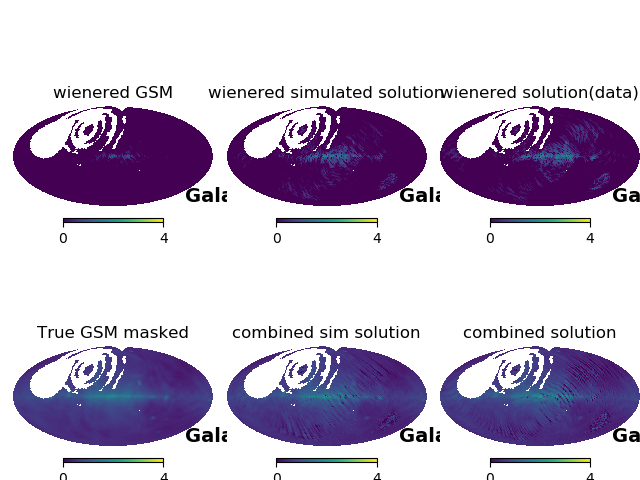 wienered GSM
wienered simulated solution
wienered solution(data)
Gala
Gala
Ga
0 4
0 4
0 4
True GSM masked
combined sim solution
combined solution
Gala
Gala
Ga
0 4
0 4
0 4